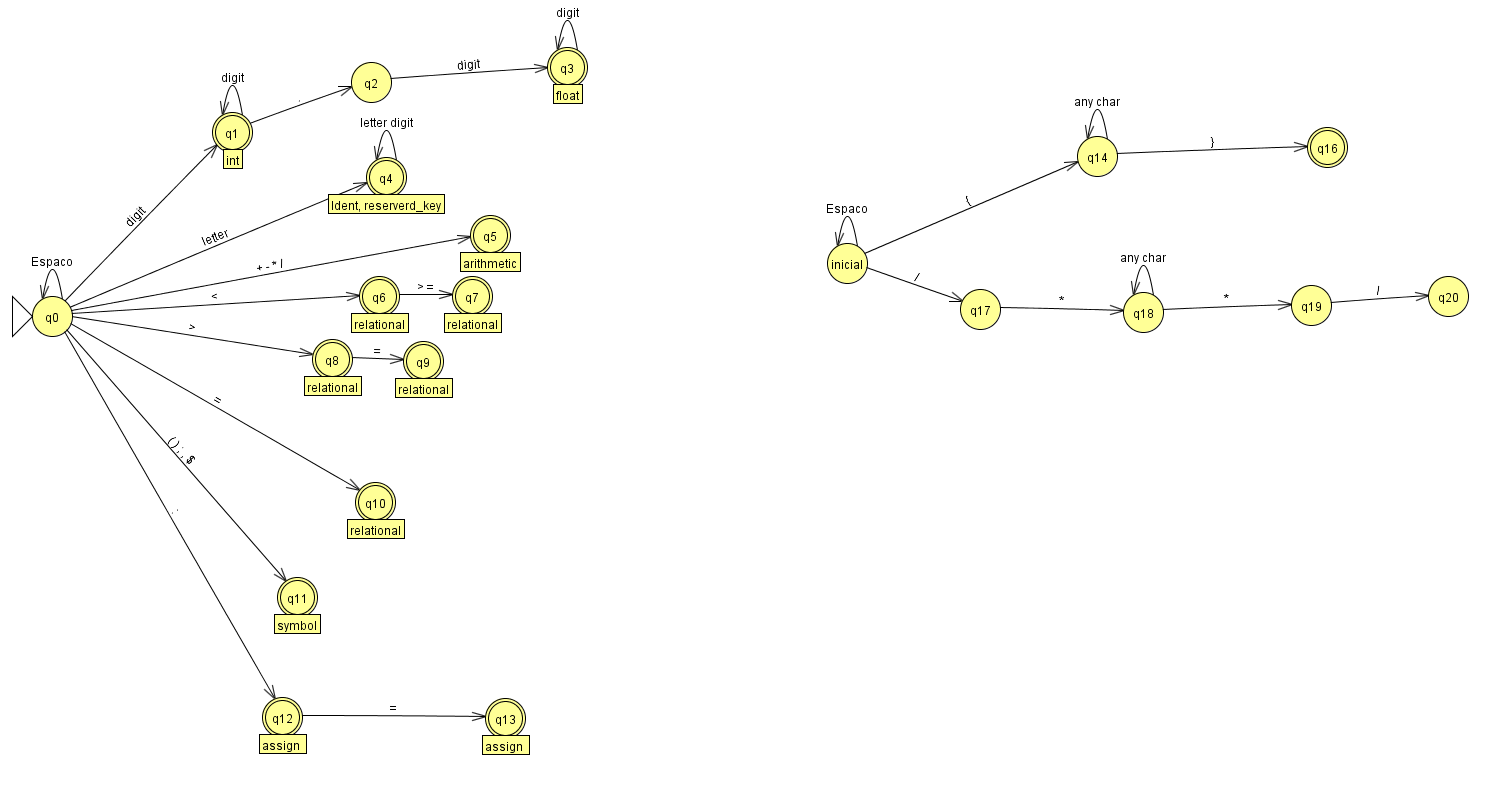 digit
q3
float
digit
q2
.
digit
q1
int
letter digit
q4
Ident, reserverd_key
digit
letter
q5
arithmetic
+ - * /
Espaco
q0
<
q6
relational
> =
q7
relational
>
q8
relational
=
q9
relational
=
q10
relational
q11
symbol
q12
assign
=
q13
assign
any char
q14
}
q16
{
Espaco
inicial
/
q17
*
any char
q18
*
q19
/
q20